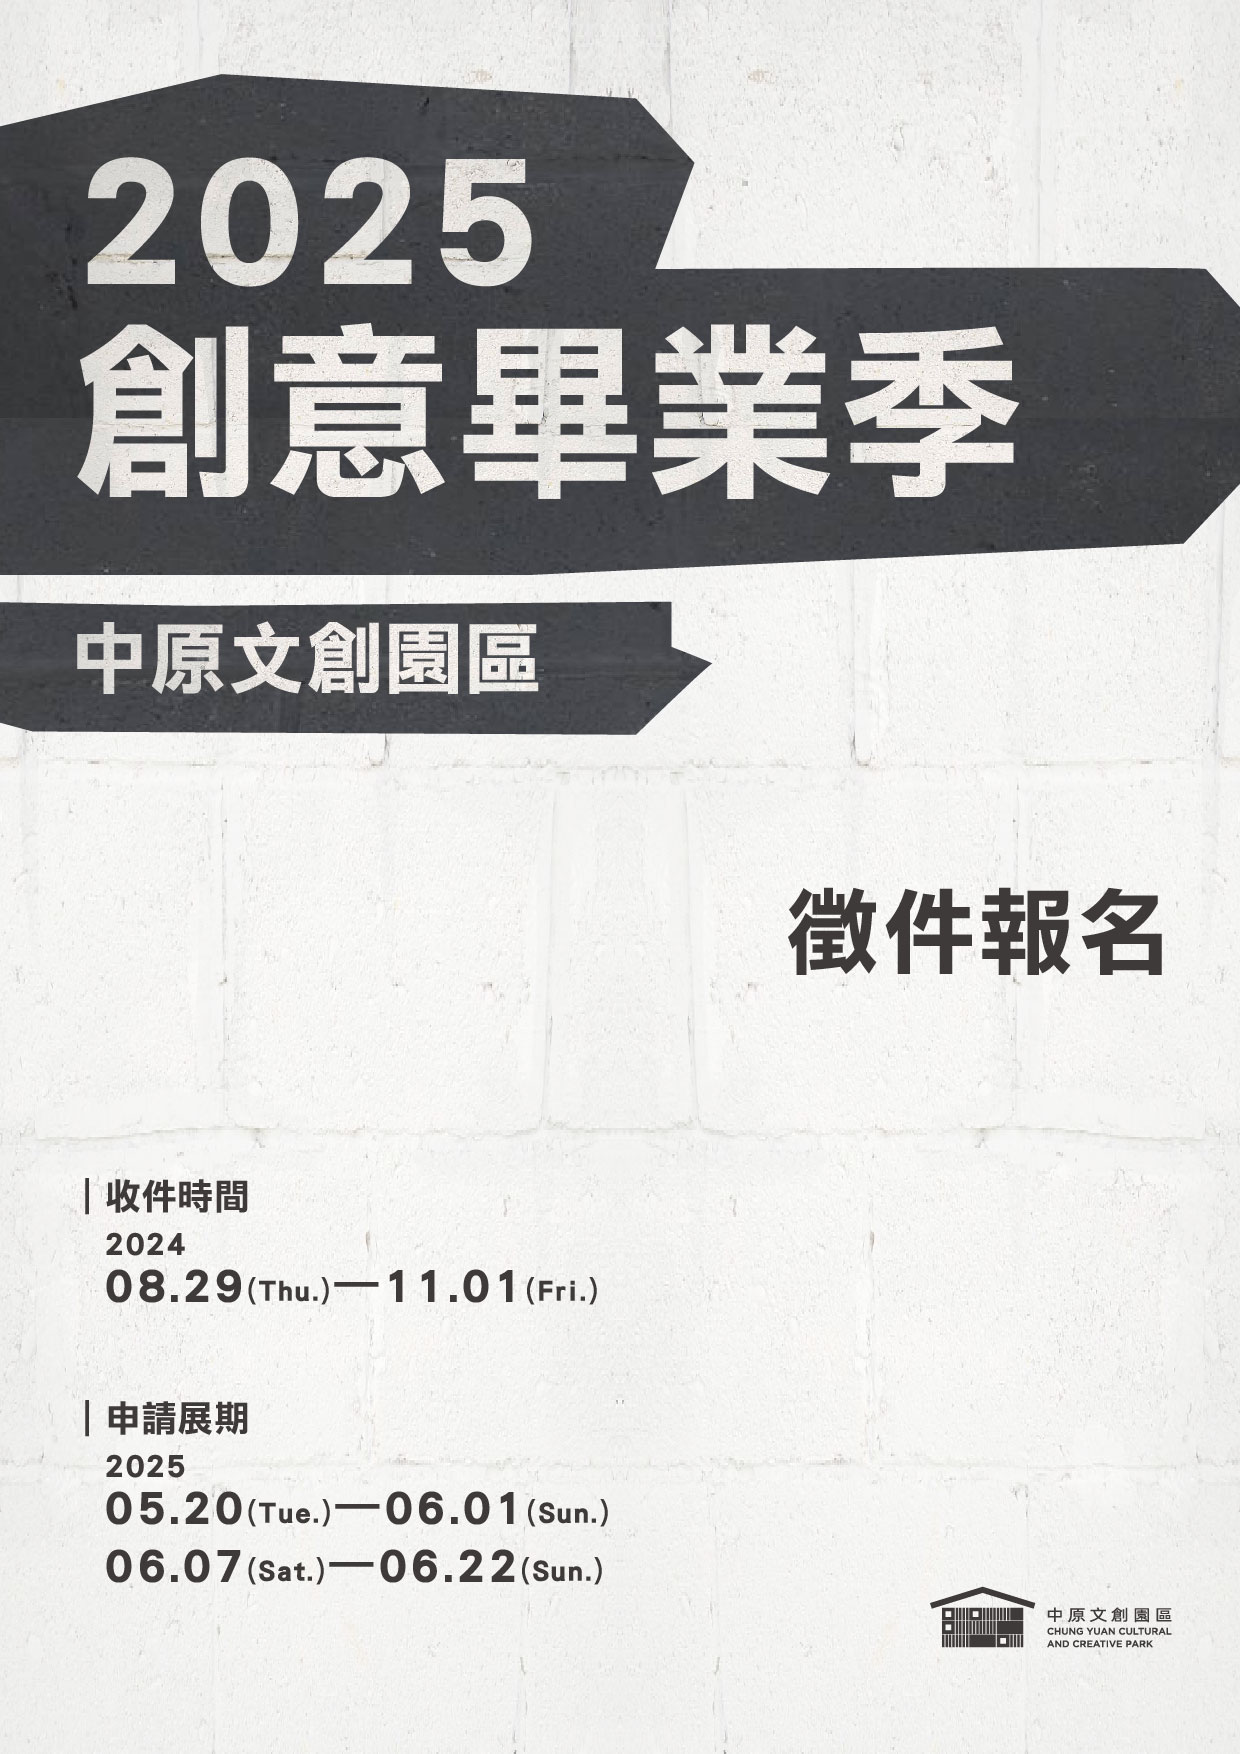 2025
創意畢業季
中原文創園區
徵件報名
收件時間
2024
08.29(Thu.)—11.01(Fri.)
申請展期
2025
05.20(Tue.)—06.01(Sun.)
06.07(Sat.)—06.22(Sun.)
中原文創園區
CHUNG YUAN CULTURAL
AND CREATIVE PARK